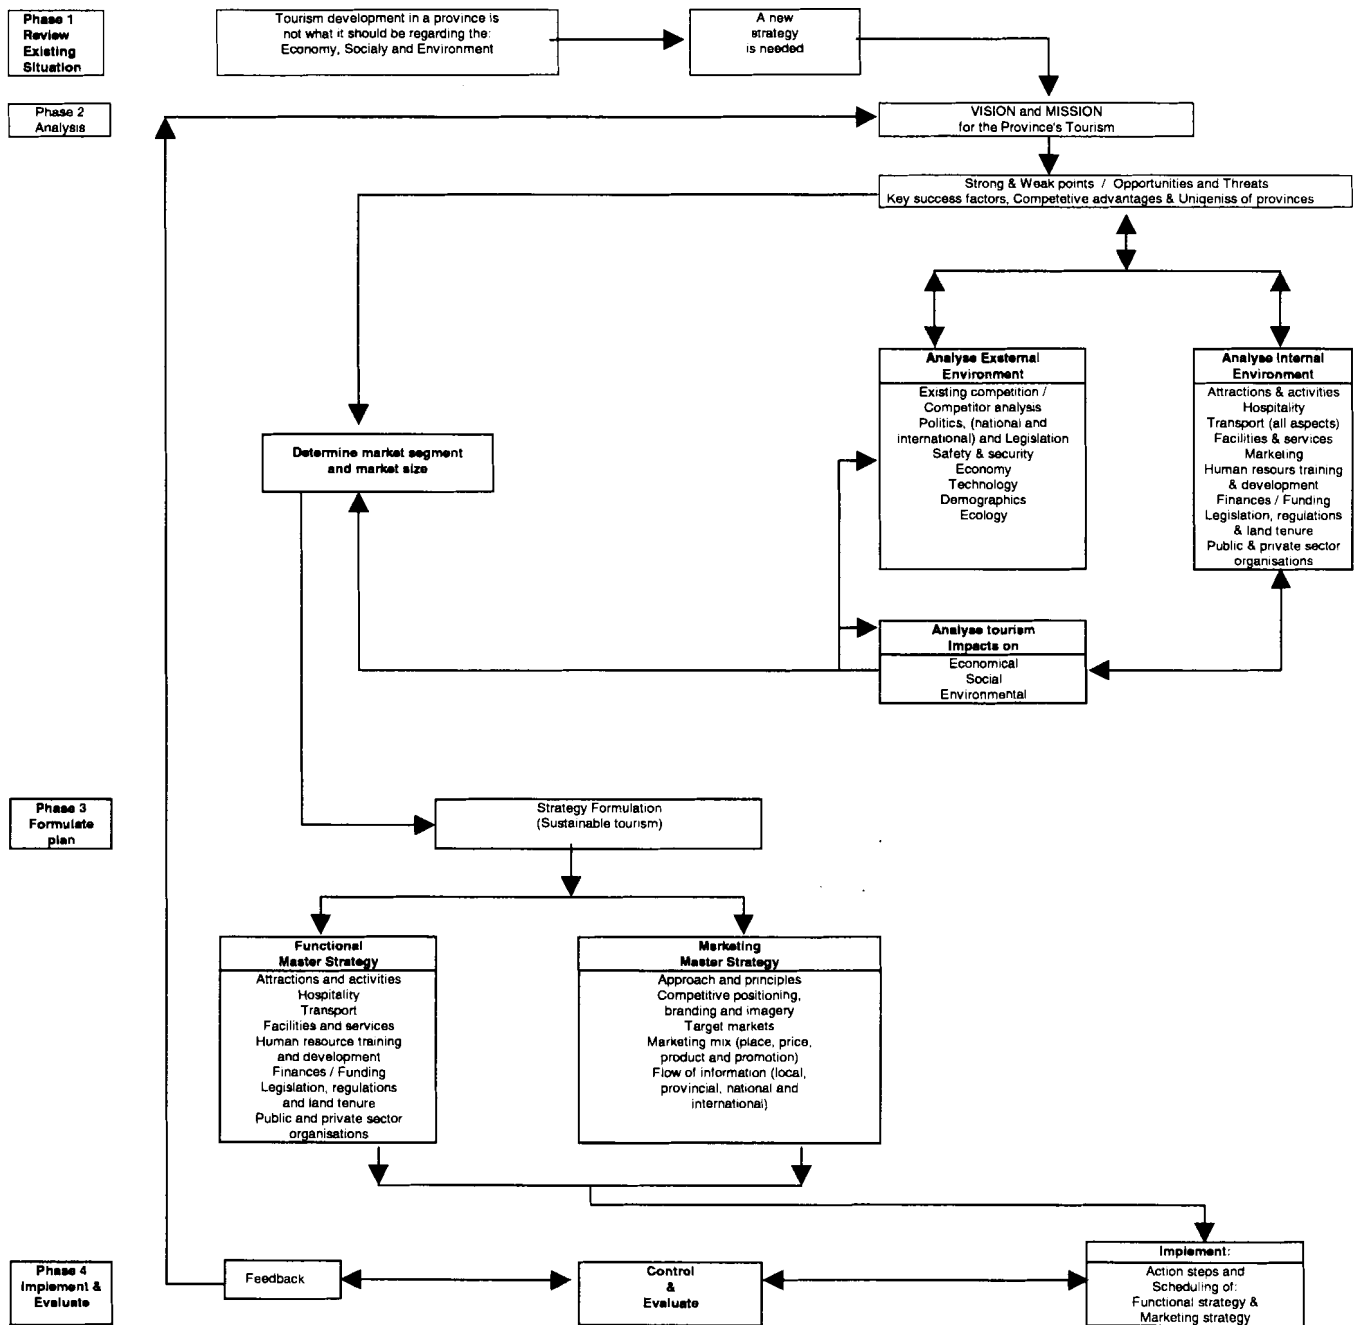 Phase 1
Review
Existing
Situation
Tourism development in a province is
not what it should be regarding the:
Economy, Socialy and Environment
A new
strategy
is needed
Phase 2
Analysis
VISION and MISSION
for the Province's Tourism
Strong & Weak points / Opportunities and Threats
Key success factors, Competetive advantages & Uniqeniss of provinces
Analyse External
Environment
Existing competition /
Competitor analysis
Politics, (national and
international) and Legislation
Safety & security
Economy
Technology
Demographics
Ecology
Analyse Internal
Environment
Attractions & activities
Hospitality
Transport (all aspects)
Facilities & services
Marketing
Human resours training
& development
Finances / Funding
Legislation, regulations
& land tenure
Public & private sector
organisations
Determine market segment
and market size
Analyse tourism
Impacts on
Economical
Social
Environmental
Phase 3
Formulate
plan
Strategy Formulation
(Sustainable tourism)
Functional
Master Strategy
Attractions and activities
Hospitality
Transport
Facilities and services
Human resource training
and development
Finances / Funding
Legislation, regulations
and land tenure
Public and private sector
organisations
Marketing
Master Strategy
Approach and principles
Competitive positioning,
branding and imagery
Target markets
Marketing mix (place, price,
product and promotion)
Flow of information (local,
provincial, national and
international)
Phase 4
Implement &
Evaluate
Feedback
Control
&
Evaluate
Implement:
Action steps and
Scheduling of:
Functional strategy &
Marketing strategy